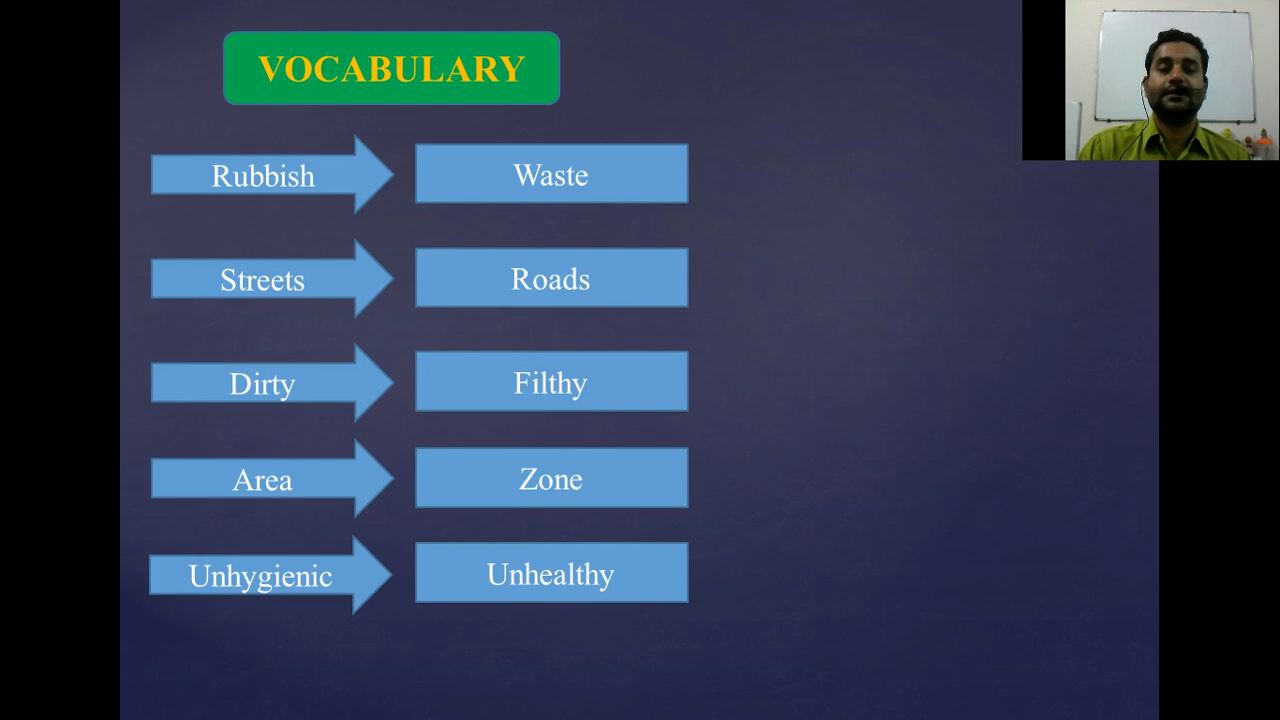 VOCABULARY
Rubbish Waste
Streets Roads
Dirty Filthy
Area Zone
Unhygienic Unhealthy